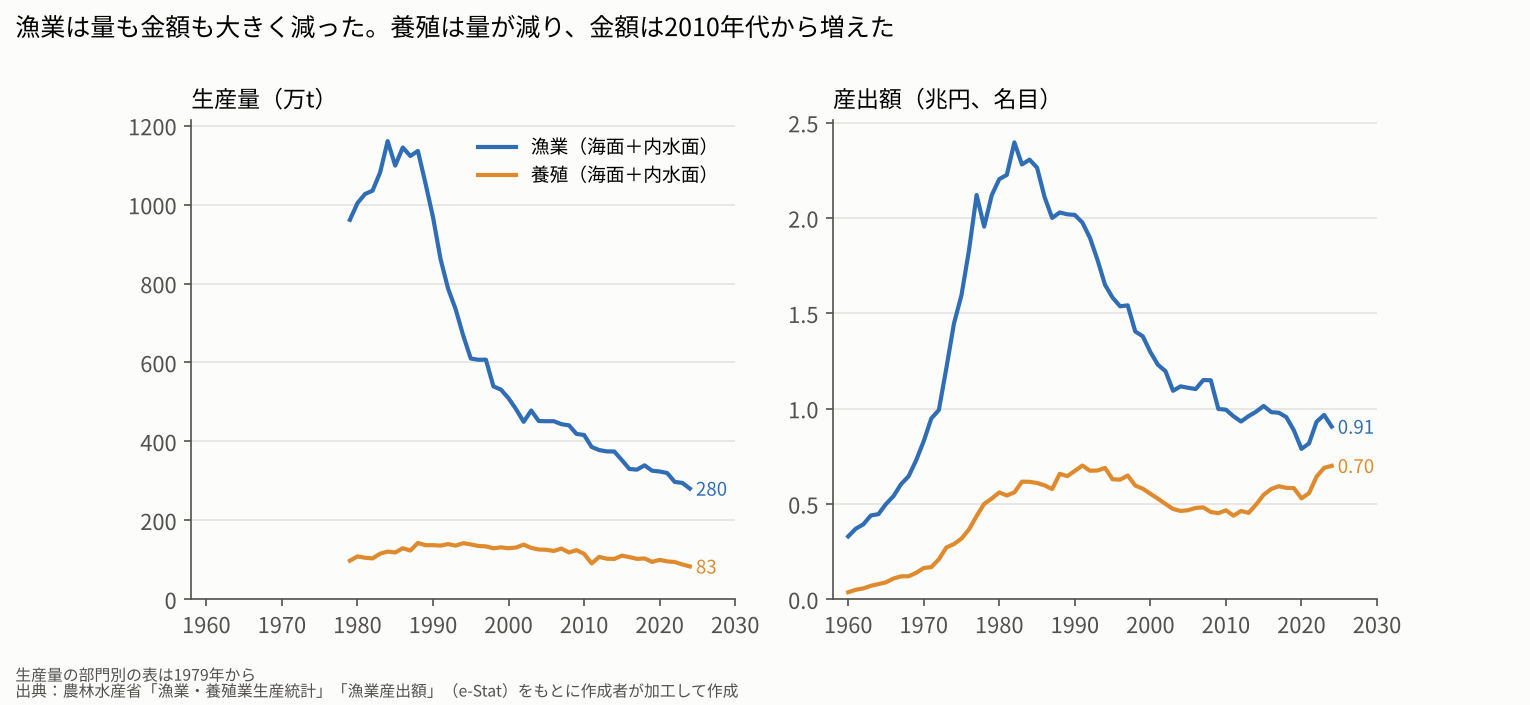 漁業は量も金額も大きく減った。養殖は量が減り、金額は2010年代から増えた
生産量（万t）
1200
1000
800
600
400
200
0
1960 1970 1980 1990 2000 2010 2020 2030
漁業（海面＋内水面）
養殖（海面＋内水面）
280
83
産出額（兆円、名目）
2.5
2.0
1.5
1.0
0.5
0.0
1960 1970 1980 1990 2000 2010 2020 2030
0.91
0.70
生産量の部門別の表は1979年から
出典：農林水産省「漁業・養殖業生産統計」「漁業産出額」（e-Stat）をもとに作成者が加工して作成